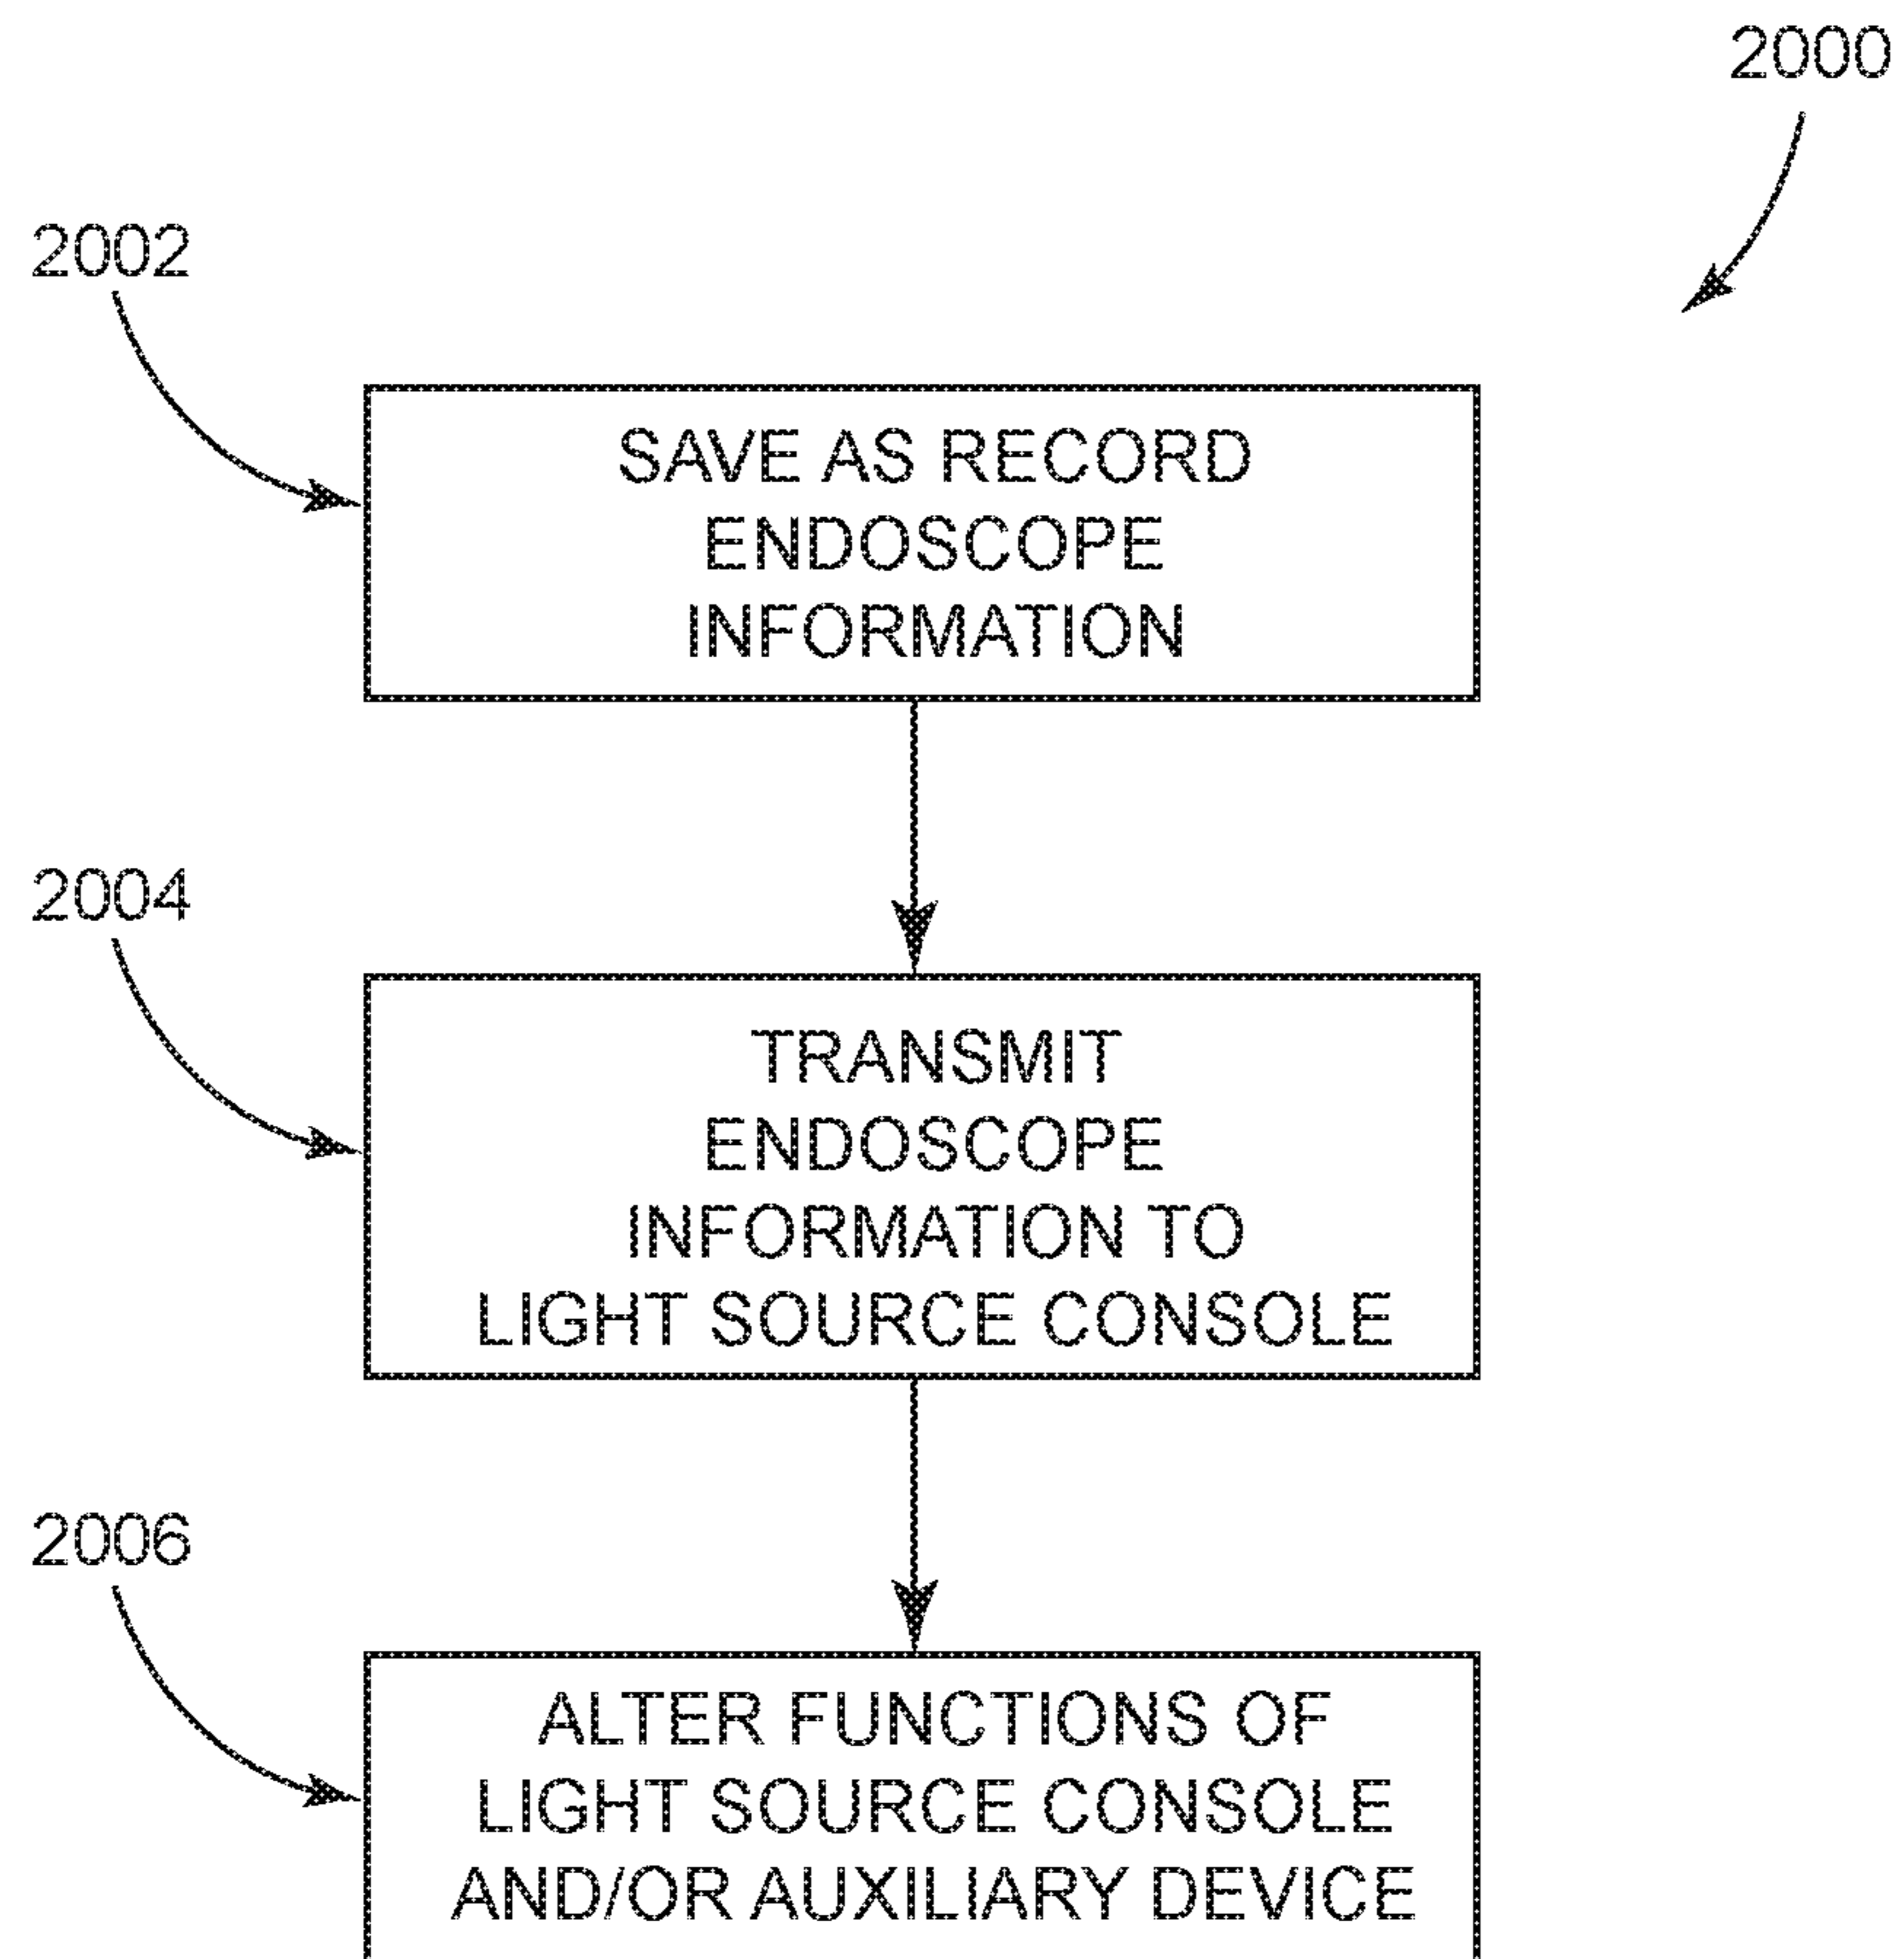 2000
2002
SAVE AS RECORD
ENDOSCOPE
INFORMATION
2004
TRANSMIT
ENDOSCOPE
INFORMATION TO
LIGHT SOURCE CONSOLE
2006
ALTER FUNCTIONS OF
LIGHT SOURCE CONSOLE
AND/OR AUXILIARY DEVICE